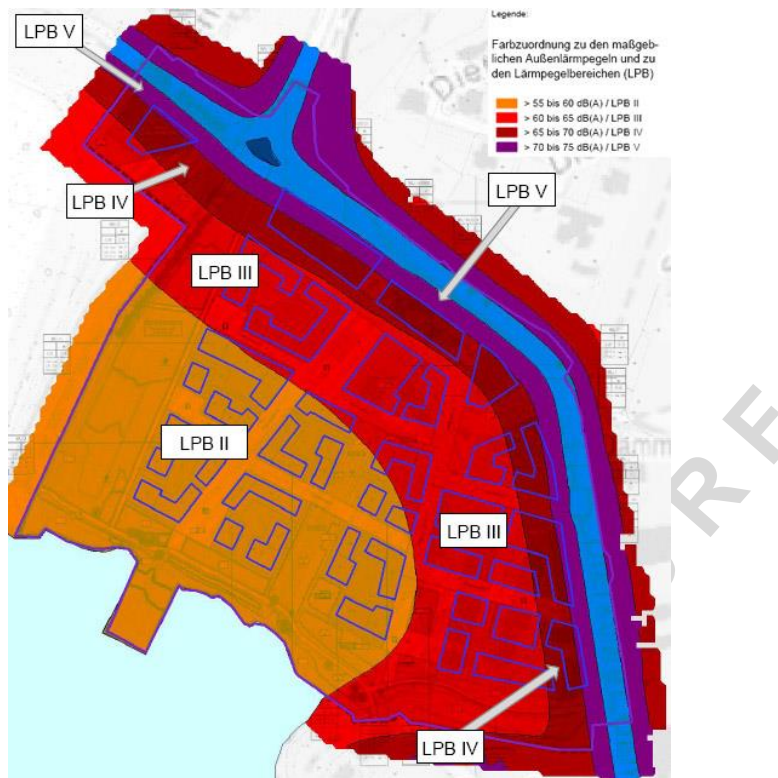 Legende:
Farbzuordnung zu den maßgeb-
lichen Außenlärmpegeln und zu
den Lärmpegelbereichen (LPB)
> 55 bis 60 dB(A) / LPB II
> 60 bis 65 dB(A) / LPB III
> 65 bis 70 dB(A) / LPB IV
> 70 bis 75 dB(A) / LPB V
LPB V
LPB IV
LPB V
LPB III
LPB II
LPB III
LPB IV